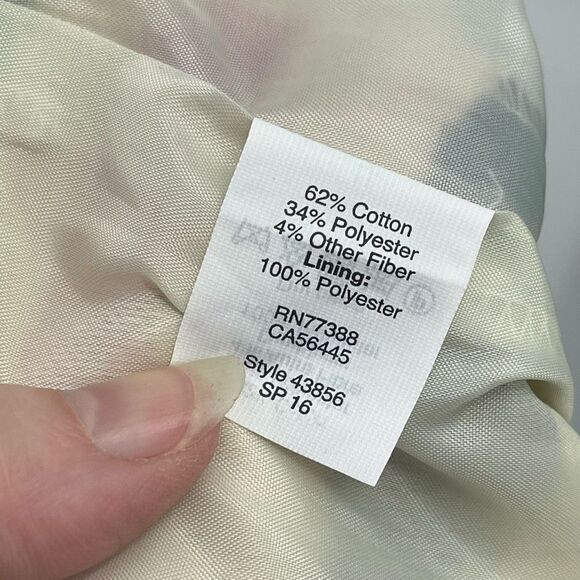 62% Cotton
34% Polyester
4% Other Fiber
Lining:
100% Polyester
RN77388
CA56445
Style 43856
SP 16